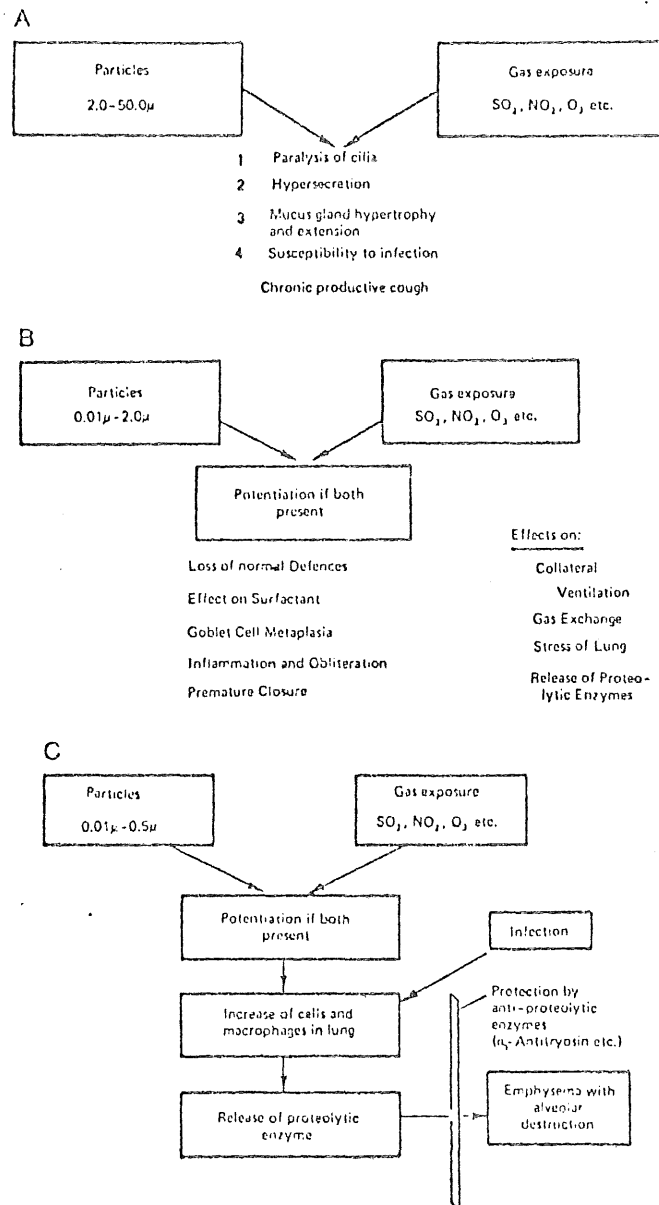 A
Particles
2.0-50.0μ
Gas exposure
SO₂, NO₂, O₃ etc.
1 Paralysis of cilia
2 Hypersecretion
3 Mucus gland hypertrophy
and extension
4 Susceptibility to infection
Chronic productive cough
B
Particles
0.01μ-2.0μ
Gas exposure
SO₂, NO₂, O₃ etc.
Potentiation if both
present
Loss of normal Defences
Effect on Surfactant
Goblet Cell Metaplasia
Inflammation and Obliteration
Premature Closure
Effects on:
Collateral
Ventilation
Gas Exchange
Stress of Lung
Release of Proteo-
lytic Enzymes
C
Particles
0.01μ-0.5μ
Gas exposure
SO₂, NO₂, O₃ etc.
Potentiation if both
present
Infection
Increase of cells and
macrophages in lung
Protection by
anti-proteolytic
enzymes
(α₁-Antitryosin etc.)
Release of proteolytic
enzyme
Emphysema with
alveolar
destruction